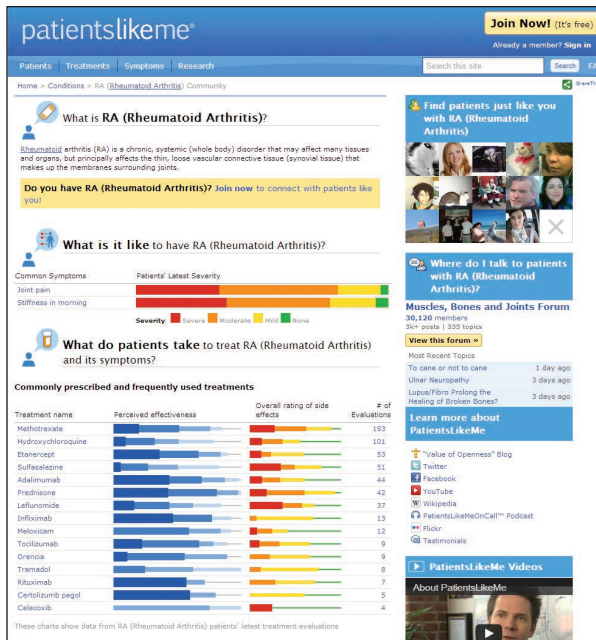 patientslikeme®
Join Now! (It's free)
Already a member? Sign in
Patients Treatments Symptoms Research
Search this site Search
Home > Conditions > RA (Rheumatoid Arthritis) Community
What is RA (Rheumatoid Arthritis)?
Rheumatoid arthritis (RA) is a chronic, systemic (whole body) disorder that may affect many tissues
and organs, but principally affects the thin, loose vascular connective tissue (synovial tissue) that
makes up the membranes surrounding joints.
Do you have RA (Rheumatoid Arthritis)? Join now to connect with patients like
you!
What is it like to have RA (Rheumatoid Arthritis)?
Common Symptoms Patients' Latest Severity
Joint pain
Stiffness in morning
Severity Severe Moderate Mild None
What do patients take to treat RA (Rheumatoid Arthritis)
and its symptoms?
Commonly prescribed and frequently used treatments
Treatment name Perceived effectiveness Overall rating of side effects # of Evaluations
Methotrexate 193
Hydroxychloroquine 101
Etanercept 53
Sulfasalazine 51
Adalimumab 44
Prednisone 42
Leflunomide 37
Infliximab 13
Meloxicam 12
Tocilizumab 9
Orencia 9
Tramadol 8
Rituximab 7
Certolizumb pegol 5
Celecoxib 4
These charts show data from RA (Rheumatoid Arthritis) patients' latest treatment evaluations
Find patients just like you
with RA (Rheumatoid
Arthritis)
Where do I talk to patients
with RA (Rheumatoid
Arthritis)?
Muscles, Bones and Joints Forum
30,120 members
3k+ posts | 335 topics
View this forum »
Most Recent Topics
To cane or not to cane 1 day ago
Ulnar Neuropathy 3 days ago
Lupus/Fibro Prolong the
Healing of Broken Bones? 3 days ago
Learn more about
PatientsLikeMe
"Value of Openness" Blog
Twitter
Facebook
YouTube
W Wikipedia
PatientsLikeMeOnCall™ Podcast
Flickr
Testimonials
PatientsLikeMe Videos
About PatientsLikeMe